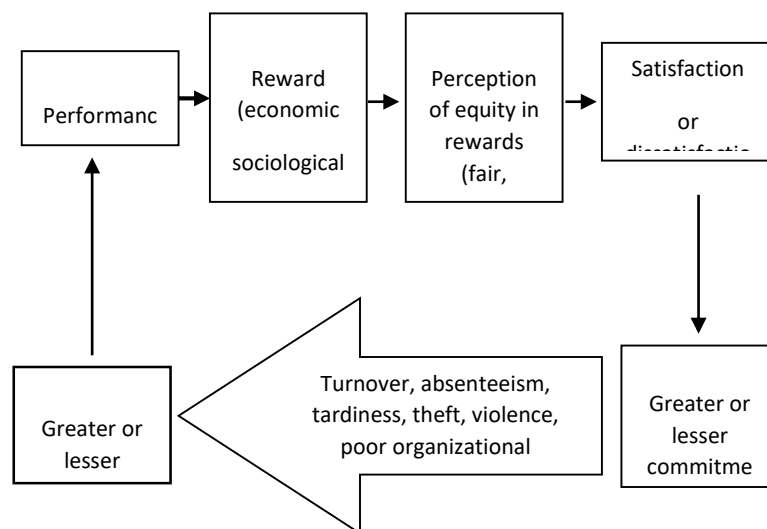 Performanc
Reward
(economic
sociological
Perception
of equity in
rewards
(fair,
Satisfaction
or
dissatisfactio
Greater or
lesser
commitme
Turnover, absenteeism,
tardiness, theft, violence,
poor organizational
Greater or
lesser